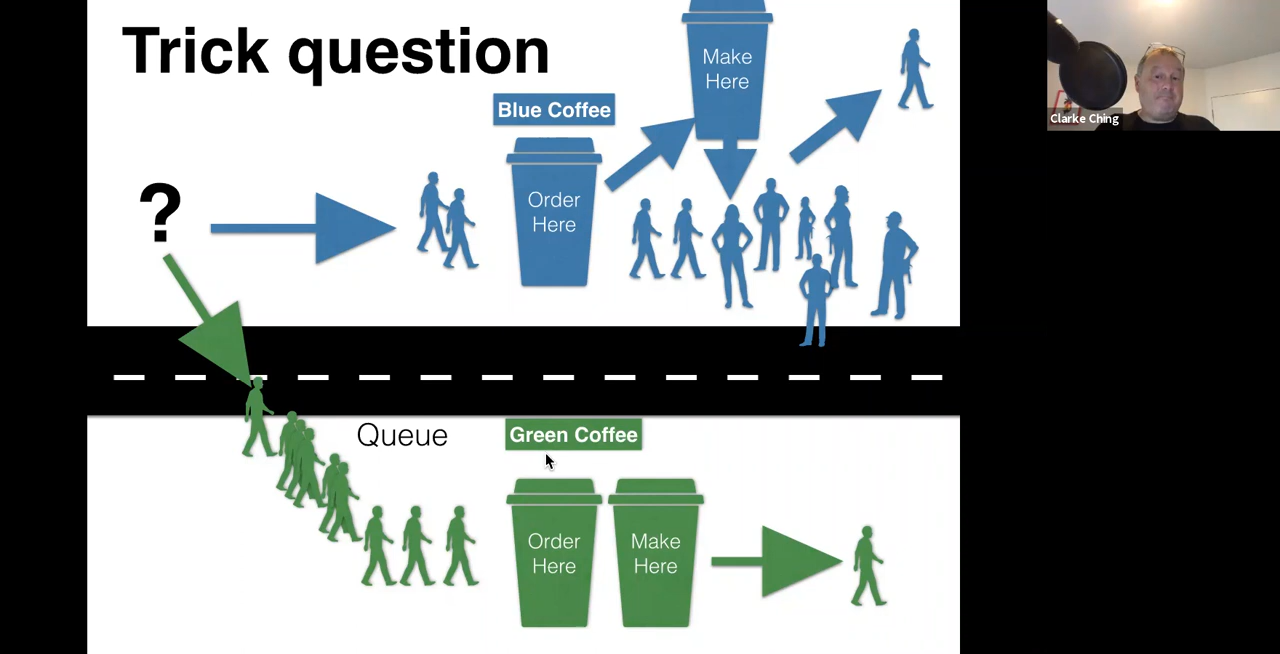 Trick question
Make
Here
Blue Coffee
Clarke Ching
?
Order
Here
Queue
Green Coffee
Order
Here
Make
Here